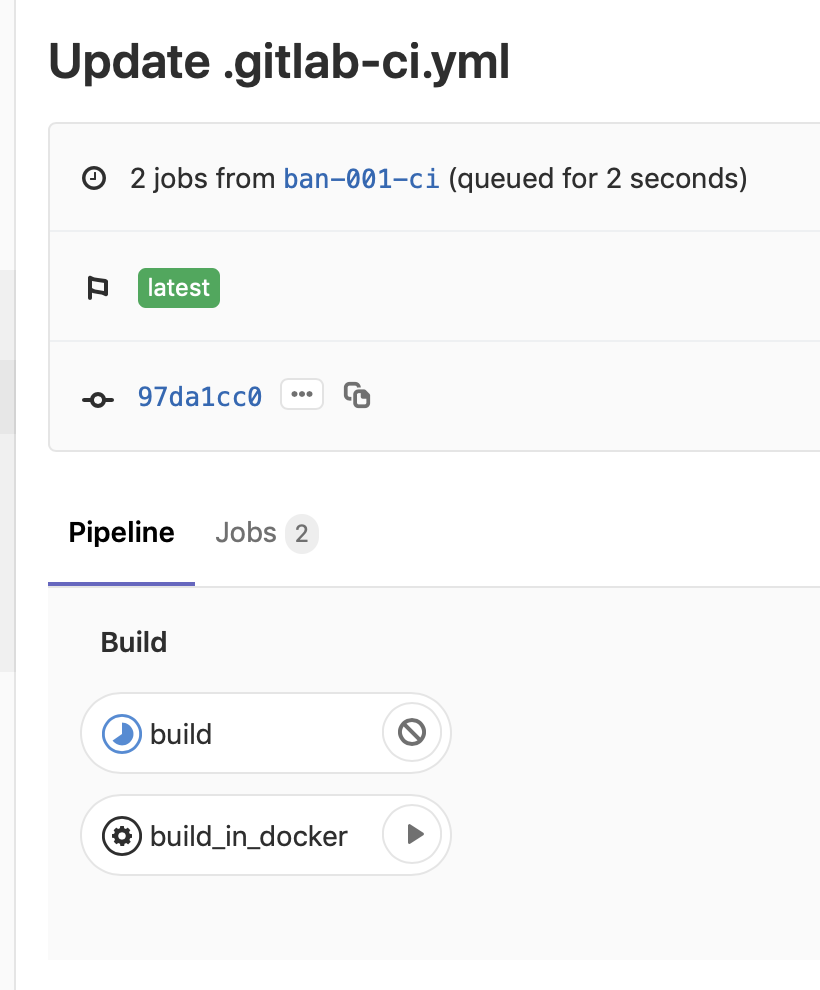 Update .gitlab-ci.yml
2 jobs from ban-001-ci (queued for 2 seconds)
latest
97da1cc0
Pipeline Jobs 2
Build
build
build_in_docker